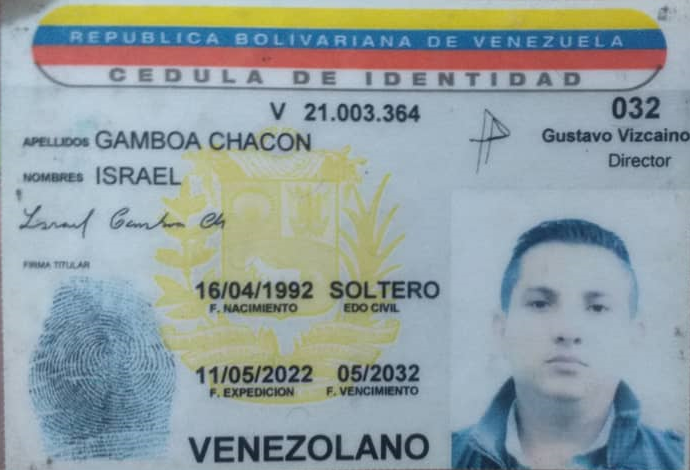 REPUBLICA BOLIVARIANA DE VENEZUELA
CEDULA DE IDENTIDAD
V 21.003.364
032
APELLIDOS GAMBOA CHACON
Gustavo Vizcaino
Director
NOMBRES ISRAEL
Israel Gamboa Ch
FIRMA TITULAR
16/04/1992 SOLTERO
F. NACIMIENTO EDO CIVIL
11/05/2022 05/2032
F. EXPEDICION F. VENCIMIENTO
VENEZOLANO